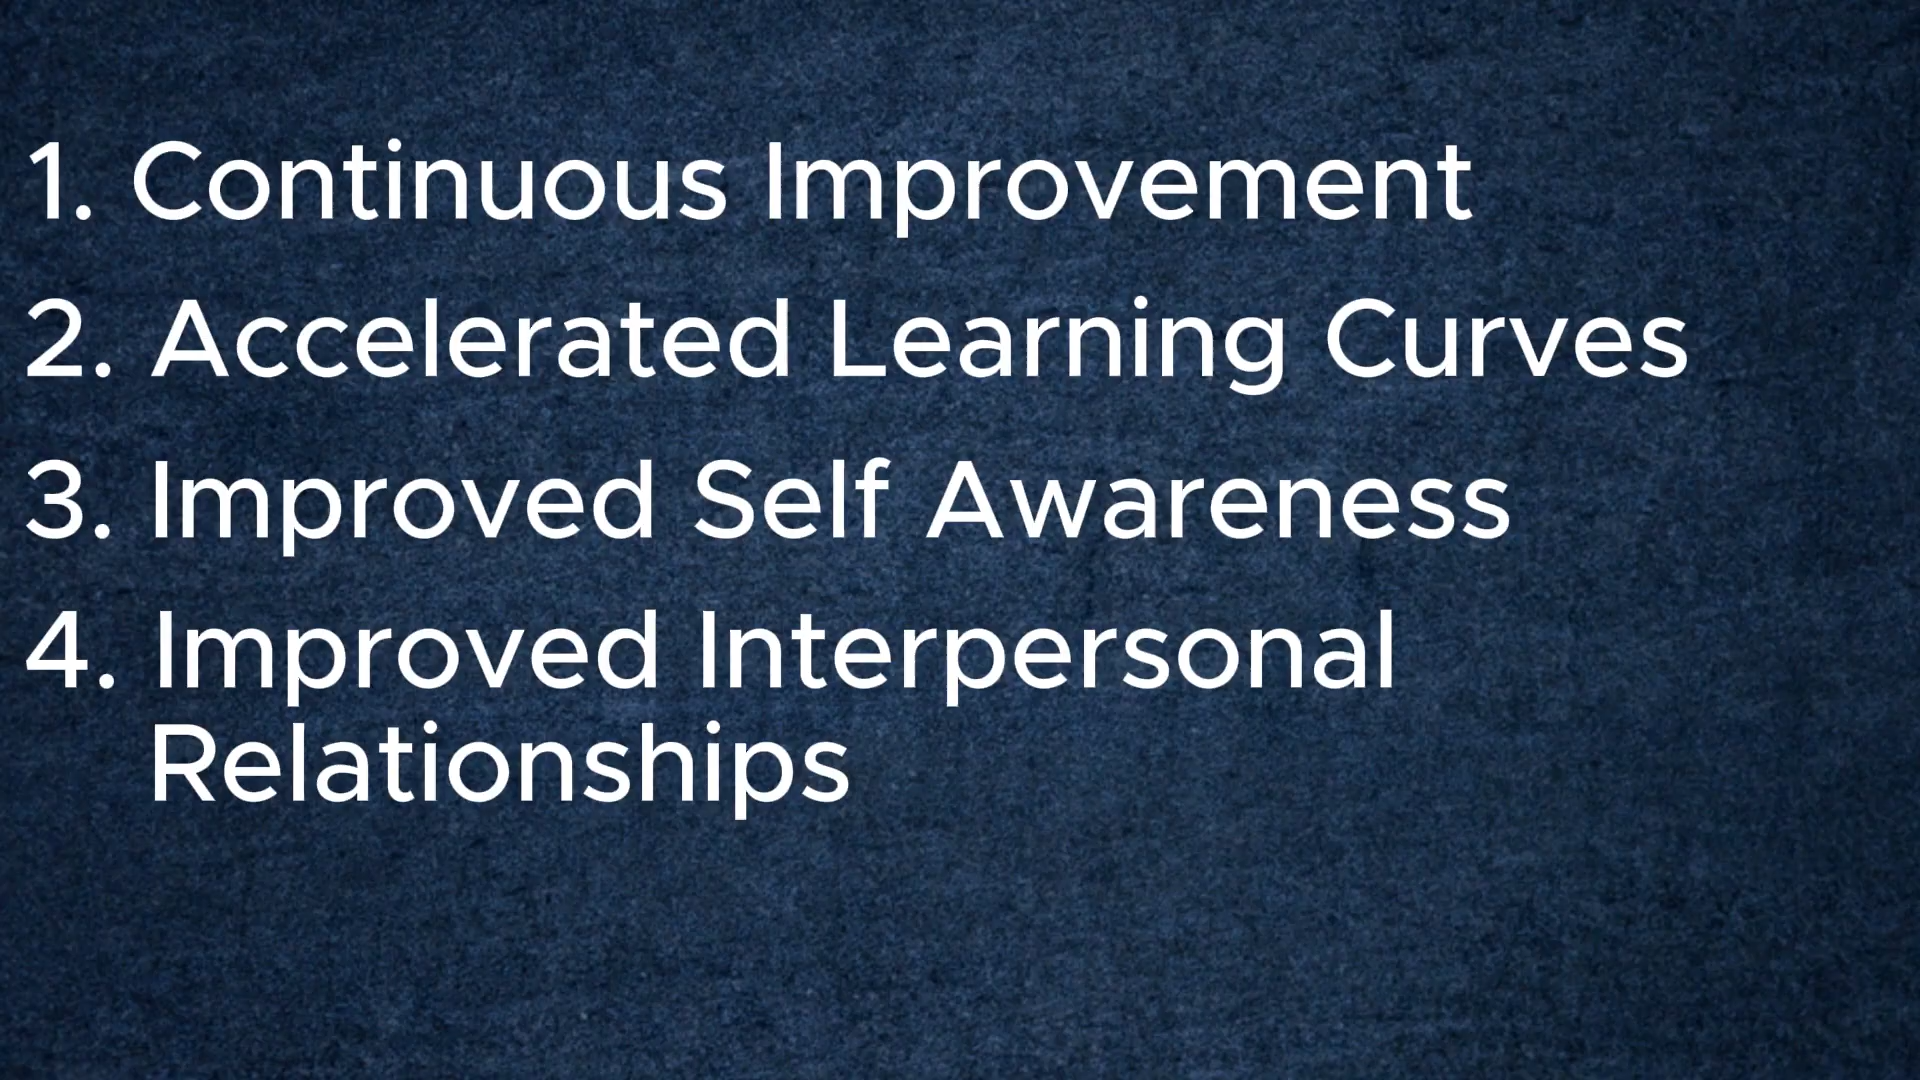 1. Continuous Improvement
2. Accelerated Learning Curves
3. Improved Self Awareness
4. Improved Interpersonal
Relationships